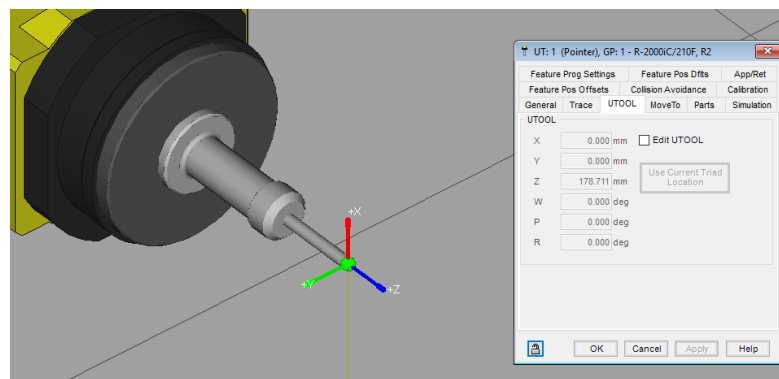 UT: 1 (Pointer), GP: 1 - R-2000iC/210F, R2
Feature Prog Settings Feature Pos Dflts App/Ret
Feature Pos Offsets Collision Avoidance Calibration
General Trace UTOOL MoveTo Parts Simulation
UTOOL
X 0.000 mm Edit UTOOL
Y 0.000 mm
Z 178.711 mm Use Current Triad
Location
W 0.000 deg
P 0.000 deg
R 0.000 deg
OK Cancel Apply Help
+X
+Y
+Z